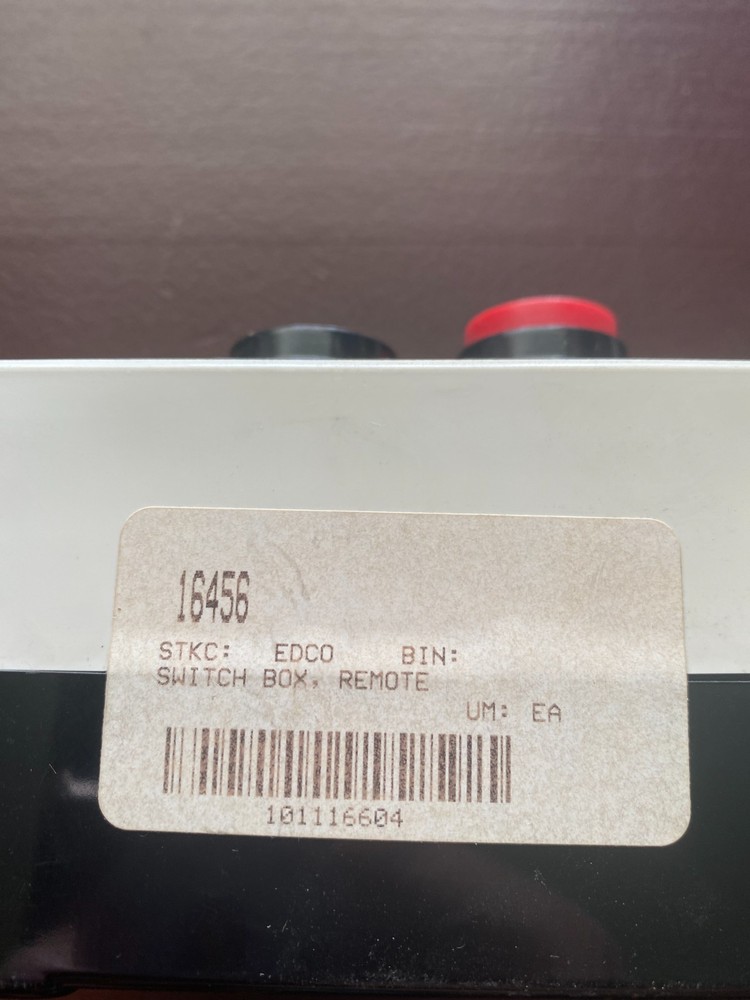 16456
STKC: EDCO BIN:
SWITCH BOX, REMOTE
UM: EA
101116604